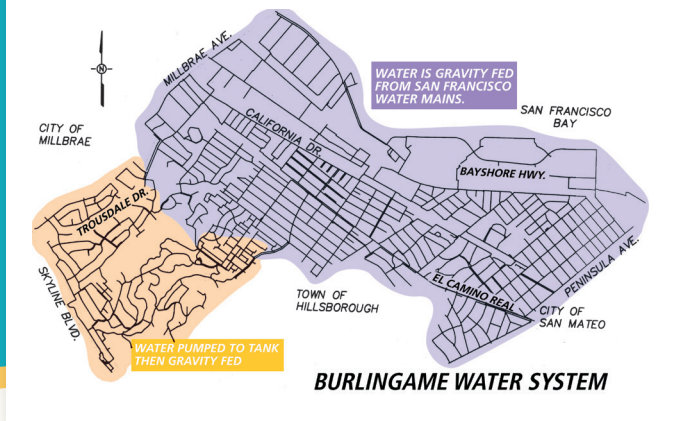 MILLBRAE AVE.
WATER IS GRAVITY FED
FROM SAN FRANCISCO
WATER MAINS.
N
SAN FRANCISCO
BAY
CITY OF
MILLBRAE
CALIFORNIA DR.
BAYSHORE HWY.
TROUSDALE DR.
PENINSULA AVE.
SKYLINE BLVD.
TOWN OF
HILLSBOROUGH
EL CAMINO REAL
CITY OF
SAN MATEO
WATER PUMPED TO TANK
THEN GRAVITY FED
BURLINGAME WATER SYSTEM